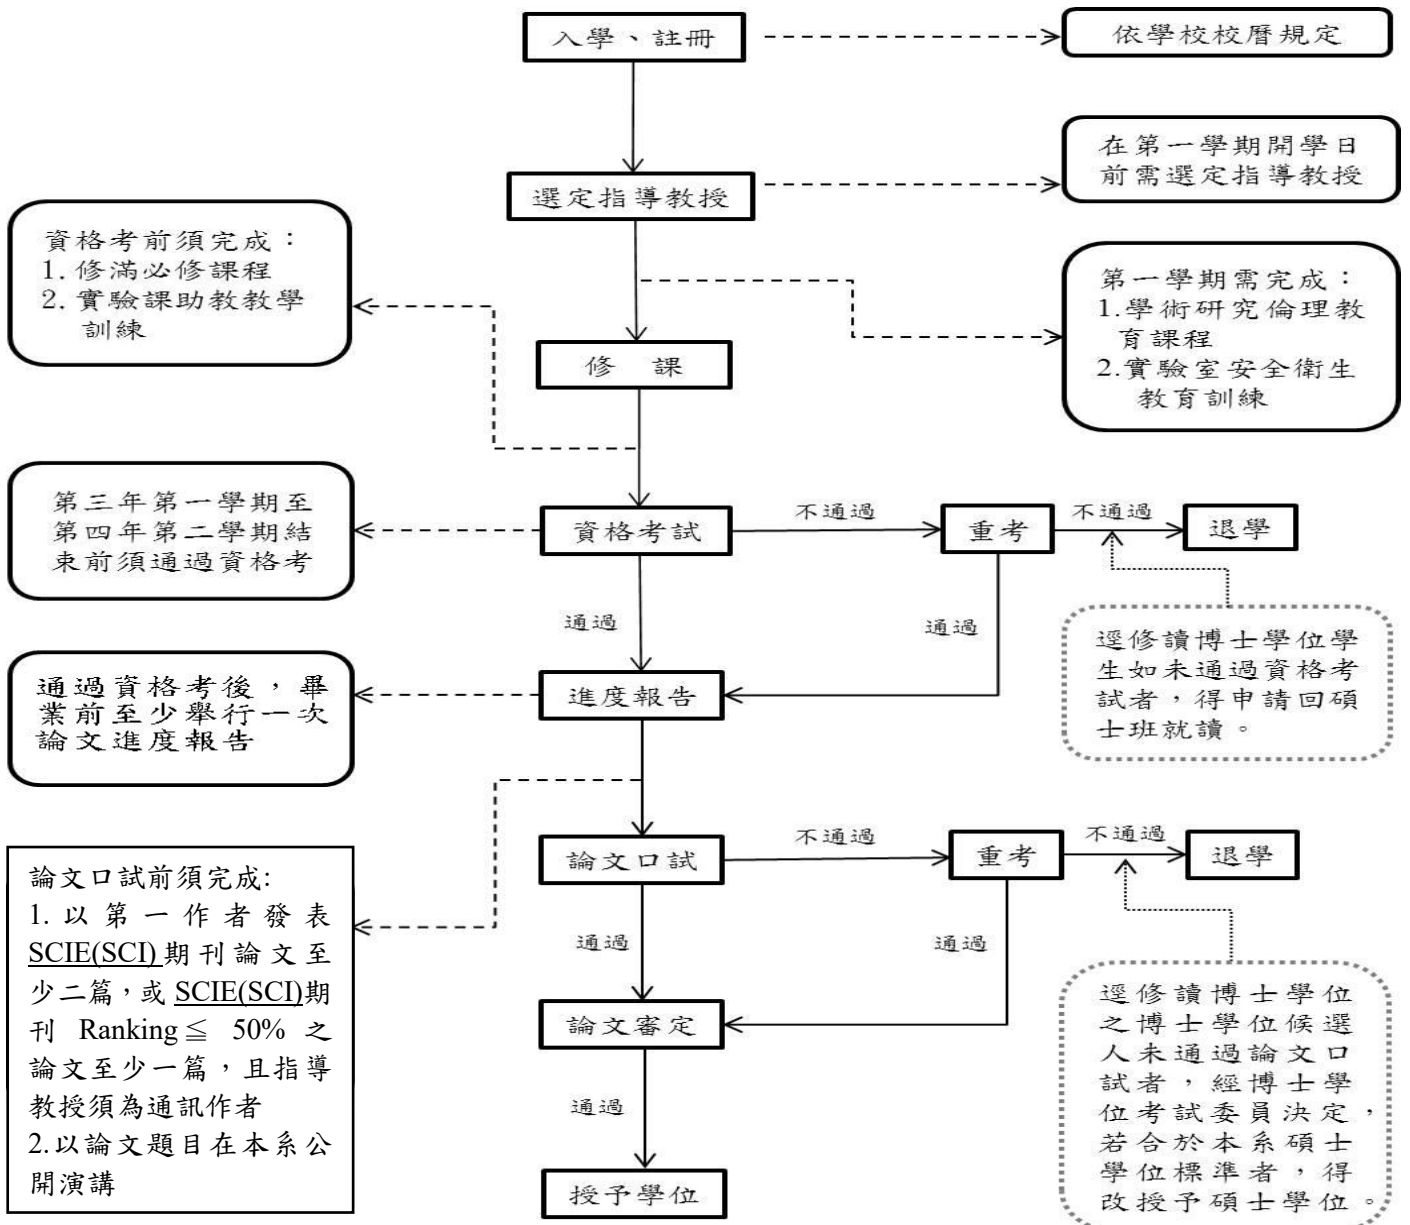 入學、註冊
依學校校曆規定
選定指導教授
在第一學期開學日
前需選定指導教授
資格考前須完成：
1. 修滿必修課程
2. 實驗課助教教學
訓練
第一學期需完成：
1.學術研究倫理教
育課程
2.實驗室安全衛生
教育訓練
修 課
第三年第一學期至
第四年第二學期結
束前須通過資格考
資格考試
不通過
重考
不通過
退學
通過
通過
逕修讀博士學位學
生如未通過資格考
試者，得申請回碩
士班就讀。
通過資格考後，畢
業前至少舉行一次
論文進度報告
進度報告
論文口試
不通過
重考
不通過
退學
通過
通過
論文口試前須完成:
1. 以第一作者發表
SCIE(SCI)期刊論文至
少二篇，或 SCIE(SCI)期
刊 Ranking≦ 50% 之
論文至少一篇，且指導
教授須為通訊作者
2.以論文題目在本系公
開演講
論文審定
逕修讀博士學位
之博士學位候選
人未通過論文口
試者，經博士學
位考試委員決定，
若合於本系碩士
學位標準者，得
改授予碩士學位。
通過
授予學位